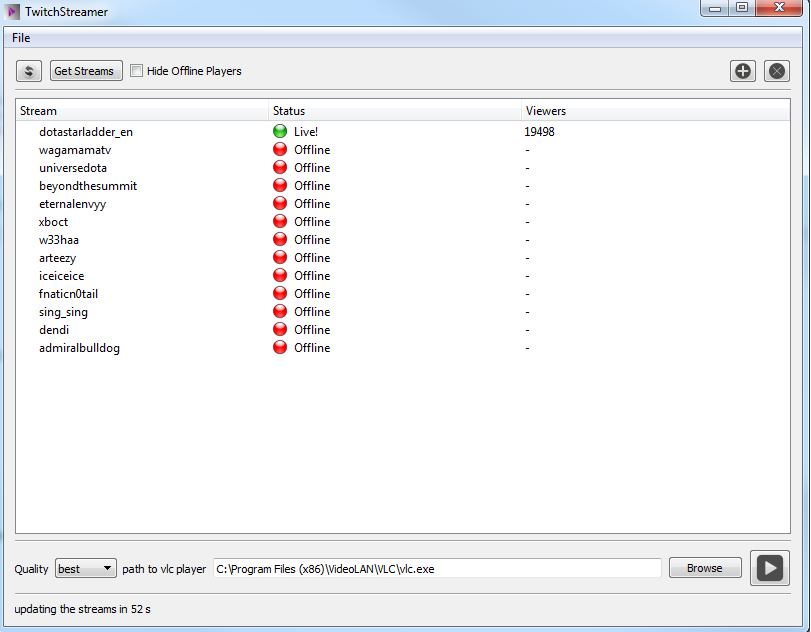 TwitchStreamer
File
Get Streams Hide Offline Players
Stream Status Viewers
dotastarladder_en Live! 19498
wagamamatv Offline -
universedota Offline -
beyondthesummit Offline -
eternalenvyy Offline -
xboct Offline -
w33haa Offline -
arteezy Offline -
iceiceice Offline -
fnaticn0tail Offline -
sing_sing Offline -
dendi Offline -
admiralbulldog Offline -
Quality best path to vlc player C:\Program Files (x86)\VideoLAN\VLC\vlc.exe Browse
updating the streams in 52 s